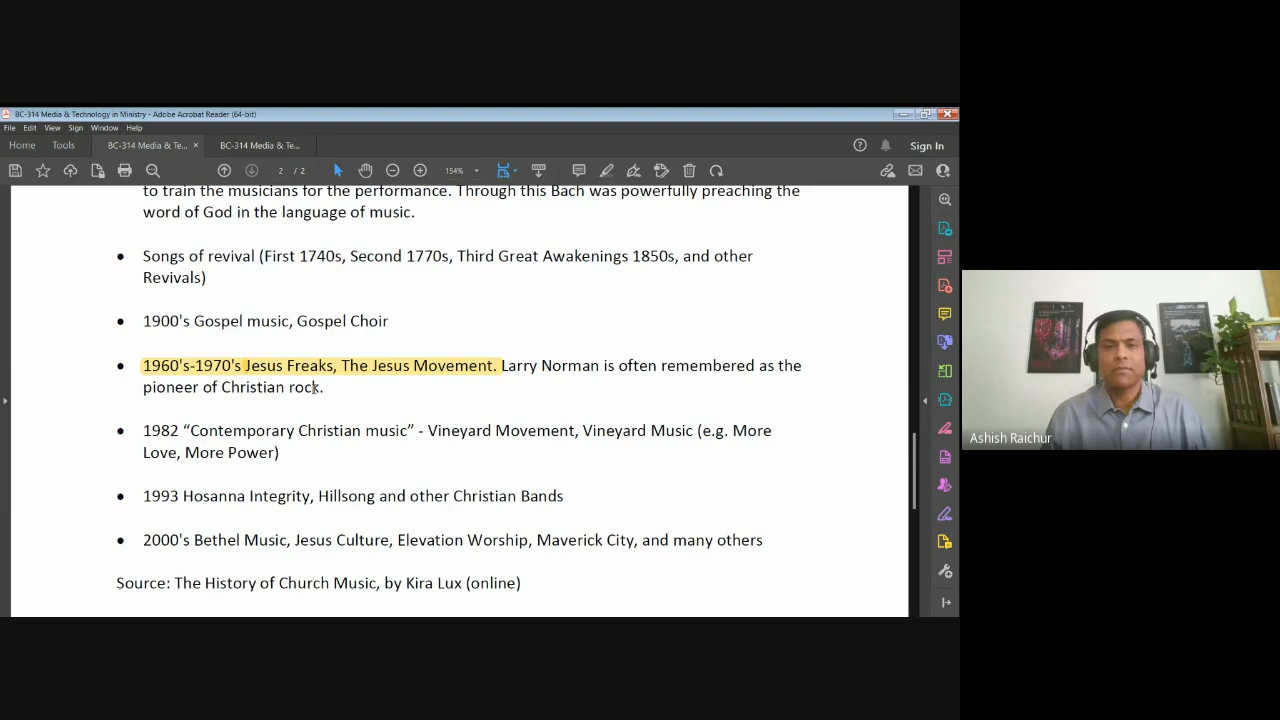 BC-314 Media & Technology in Ministry - Adobe Acrobat Reader (64-bit)
File Edit View Sign Window Help
Home Tools BC-314 Media & Te... × BC-314 Media & Te... Sign In
2 / 2 154%
to train the musicians for the performance. Through this Bach was powerfully preaching the
word of God in the language of music.
• Songs of revival (First 1740s, Second 1770s, Third Great Awakenings 1850s, and other
Revivals)
• 1900's Gospel music, Gospel Choir
• 1960's-1970's Jesus Freaks, The Jesus Movement. Larry Norman is often remembered as the
pioneer of Christian rock.
• 1982 “Contemporary Christian music” - Vineyard Movement, Vineyard Music (e.g. More
Love, More Power)
• 1993 Hosanna Integrity, Hillsong and other Christian Bands
• 2000's Bethel Music, Jesus Culture, Elevation Worship, Maverick City, and many others
Source: The History of Church Music, by Kira Lux (online)
Ashish Raichur